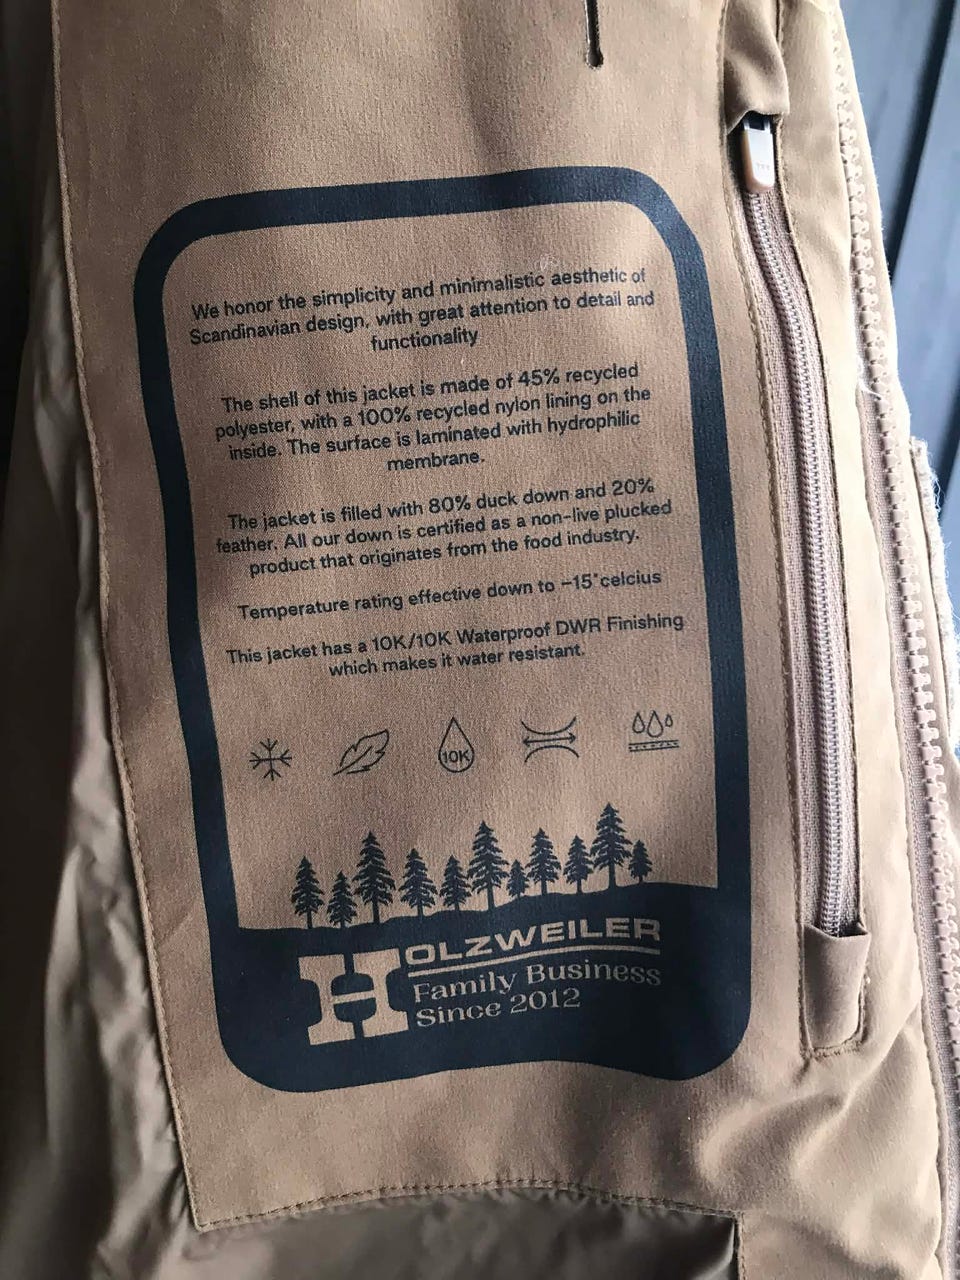 We honor the simplicity and minimalistic aesthetic of
Scandinavian design, with great attention to detail and
functionality
The shell of this jacket is made of 45% recycled
polyester, with a 100% recycled nylon lining on the
inside. The surface is laminated with hydrophilic
membrane.
The jacket is filled with 80% duck down and 20%
feather. All our down is certified as a non-live plucked
product that originates from the food industry.
Temperature rating effective down to -15°celcius
This jacket has a 10K/10K Waterproof DWR Finishing
which makes it water resistant.
10K
HOLZWEILER
Family Business
Since 2012